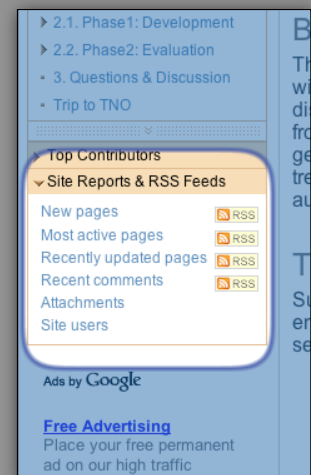 2.1. Phase1: Development
2.2. Phase2: Evaluation
3. Questions & Discussion
Trip to TNO
Top Contributors
Site Reports & RSS Feeds
New pages RSS
Most active pages RSS
Recently updated pages RSS
Recent comments RSS
Attachments
Site users
Ads by Google
Free Advertising
Place your free permanent
ad on our high traffic